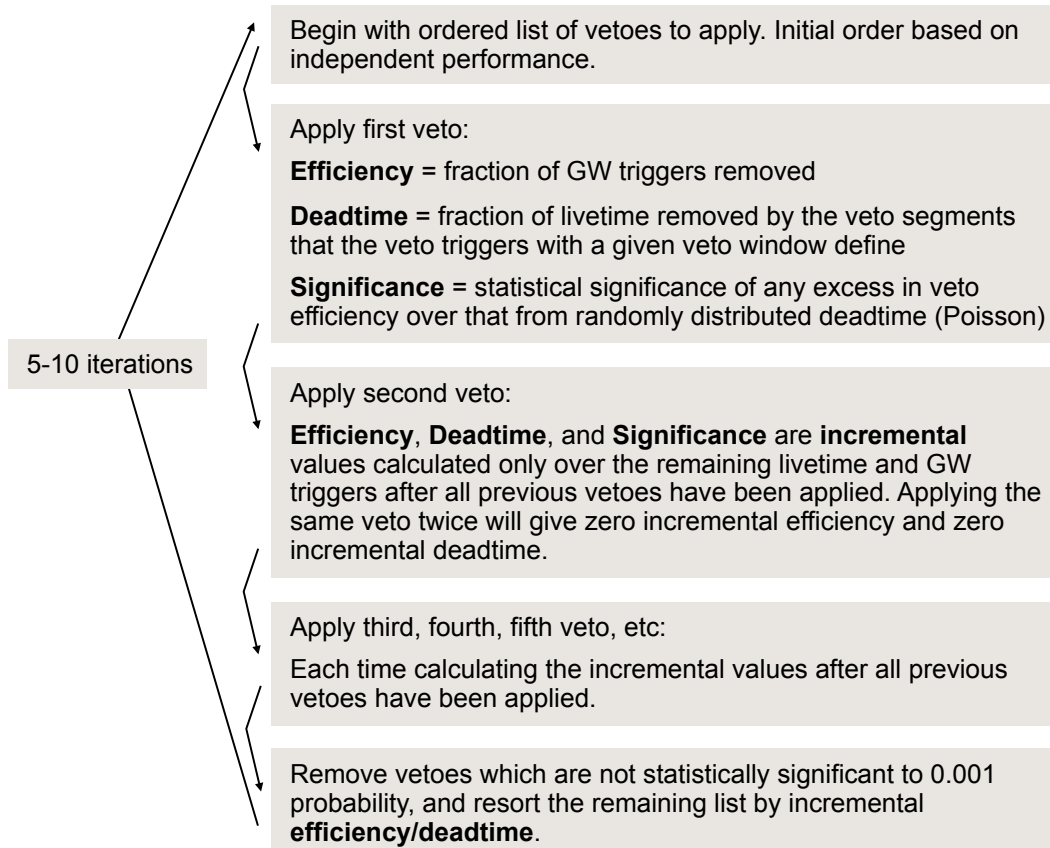 Begin with ordered list of vetoes to apply. Initial order based on
independent performance.
Apply first veto:
Efficiency = fraction of GW triggers removed
Deadtime = fraction of livetime removed by the veto segments
that the veto triggers with a given veto window define
Significance = statistical significance of any excess in veto
efficiency over that from randomly distributed deadtime (Poisson)
5-10 iterations
Apply second veto:
Efficiency, Deadtime, and Significance are incremental
values calculated only over the remaining livetime and GW
triggers after all previous vetoes have been applied. Applying the
same veto twice will give zero incremental efficiency and zero
incremental deadtime.
Apply third, fourth, fifth veto, etc:
Each time calculating the incremental values after all previous
vetoes have been applied.
Remove vetoes which are not statistically significant to 0.001
probability, and resort the remaining list by incremental
efficiency/deadtime.